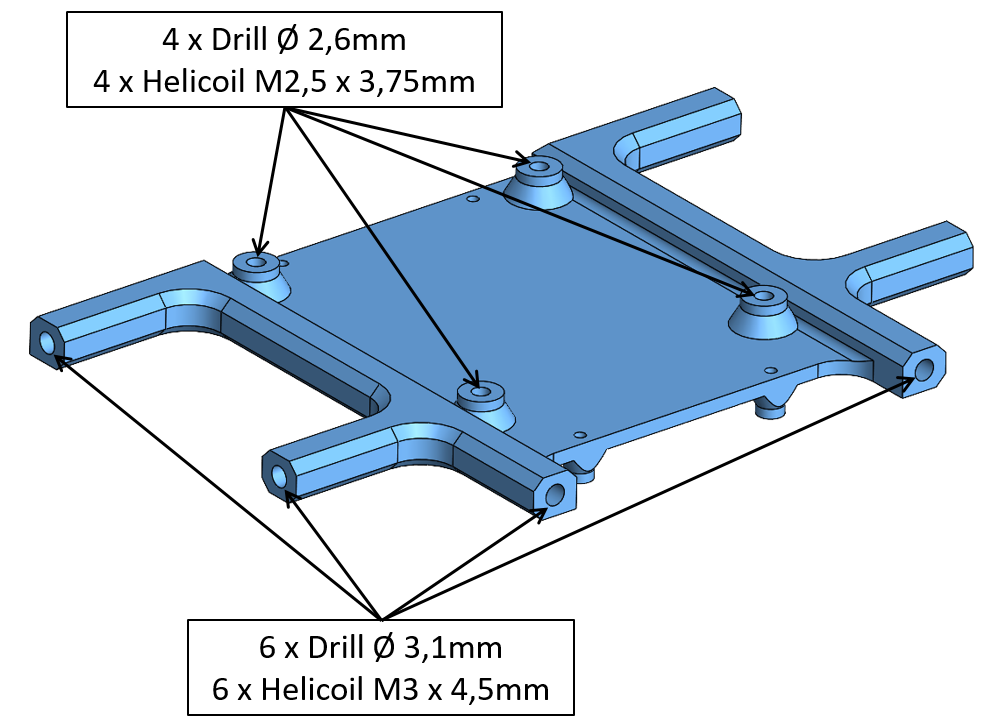 4 x Drill Ø 2,6mm
4 x Helicoil M2,5 x 3,75mm
6 x Drill Ø 3,1mm
6 x Helicoil M3 x 4,5mm